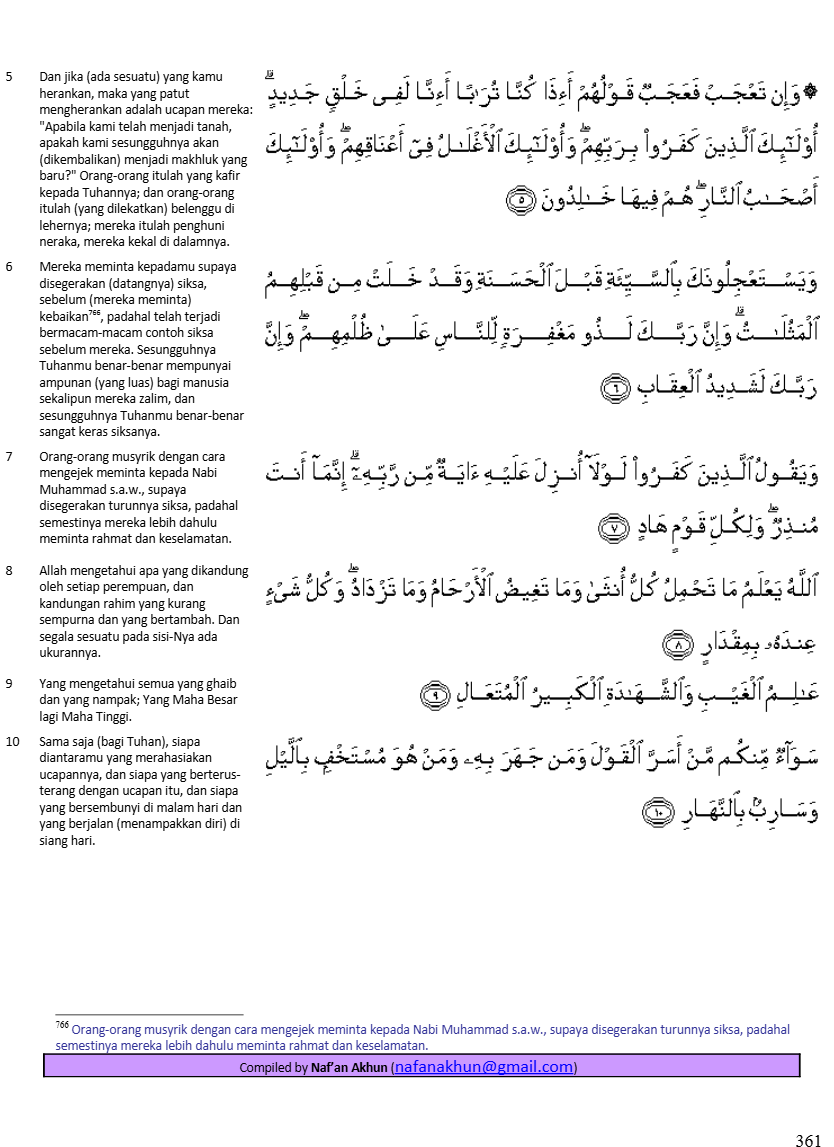 5 Dan jika (ada sesuatu) yang kamu
herankan, maka yang patut
mengherankan adalah ucapan mereka:
"Apabila kami telah menjadi tanah,
apakah kami sesungguhnya akan
(dikembalikan) menjadi makhluk yang
baru?" Orang-orang itulah yang kafir
kepada Tuhannya; dan orang-orang
itulah (yang dilekatkan) belenggu di
lehernya; mereka itulah penghuni
neraka, mereka kekal di dalamnya.
۞ وَإِن تَعْجَبْ فَعَجَبٌ قَوْلُهُمْ أَءِذَا كُنَّا تُرَٰبًا أَءِنَّا لَفِى خَلْقٍ جَدِيدٍ ۗ
أُو۟لَٰٓئِكَ ٱلَّذِينَ كَفَرُوا۟ بِرَبِّهِمْ ۖ وَأُو۟لَٰٓئِكَ ٱلْأَغْلَٰلُ فِىٓ أَعْنَاقِهِمْ ۖ وَأُو۟لَٰٓئِكَ
أَصْحَٰبُ ٱلنَّارِ ۖ هُمْ فِيهَا خَٰلِدُونَ ٥
6 Mereka meminta kepadamu supaya
disegerakan (datangnya) siksa,
sebelum (mereka meminta)
kebaikan⁷⁶⁶, padahal telah terjadi
bermacam-macam contoh siksa
sebelum mereka. Sesungguhnya
Tuhanmu benar-benar mempunyai
ampunan (yang luas) bagi manusia
sekalipun mereka zalim, dan
sesungguhnya Tuhanmu benar-benar
sangat keras siksanya.
وَيَسْتَعْجِلُونَكَ بِٱلسَّيِّئَةِ قَبْلَ ٱلْحَسَنَةِ وَقَدْ خَلَتْ مِن قَبْلِهِمُ
ٱلْمَثُلَٰتُ ۗ وَإِنَّ رَبَّكَ لَذُو مَغْفِرَةٍ لِّلنَّاسِ عَلَىٰ ظُلْمِهِمْ ۖ وَإِنَّ
رَبَّكَ لَشَدِيدُ ٱلْعِقَابِ ٦
7 Orang-orang musyrik dengan cara
mengejek meminta kepada Nabi
Muhammad s.a.w., supaya
disegerakan turunnya siksa, padahal
semestinya mereka lebih dahulu
meminta rahmat dan keselamatan.
وَيَقُولُ ٱلَّذِينَ كَفَرُوا۟ لَوْلَآ أُنزِلَ عَلَيْهِ ءَايَةٌ مِّن رَّبِّهِۦٓ ۗ إِنَّمَآ أَنتَ
مُنذِرٌ ۖ وَلِكُلِّ قَوْمٍ هَادٍ ٧
8 Allah mengetahui apa yang dikandung
oleh setiap perempuan, dan
kandungan rahim yang kurang
sempurna dan yang bertambah. Dan
segala sesuatu pada sisi-Nya ada
ukurannya.
ٱللَّهُ يَعْلَمُ مَا تَحْمِلُ كُلُّ أُنثَىٰ وَمَا تَغِيضُ ٱلْأَرْحَامُ وَمَا تَزْدَادُ ۖ وَكُلُّ شَىْءٍ
عِندَهُۥ بِمِقْدَارٍ ٨
9 Yang mengetahui semua yang ghaib
dan yang nampak; Yang Maha Besar
lagi Maha Tinggi.
عَٰلِمُ ٱلْغَيْبِ وَٱلشَّهَٰدَةِ ٱلْكَبِيرُ ٱلْمُتَعَالِ ٩
10 Sama saja (bagi Tuhan), siapa
diantaramu yang merahasiakan
ucapannya, dan siapa yang berterus-
terang dengan ucapan itu, dan siapa
yang bersembunyi di malam hari dan
yang berjalan (menampakkan diri) di
siang hari.
سَوَآءٌ مِّنكُم مَّنْ أَسَرَّ ٱلْقَوْلَ وَمَن جَهَرَ بِهِۦ وَمَنْ هُوَ مُسْتَخْفٍۭ بِٱلَّيْلِ
وَسَارِبٌۢ بِٱلنَّهَارِ ١٠
⁷⁶⁶ Orang-orang musyrik dengan cara mengejek meminta kepada Nabi Muhammad s.a.w., supaya disegerakan turunnya siksa, padahal
semestinya mereka lebih dahulu meminta rahmat dan keselamatan.
Compiled by Naf’an Akhun (nafanakhun@gmail.com)
361